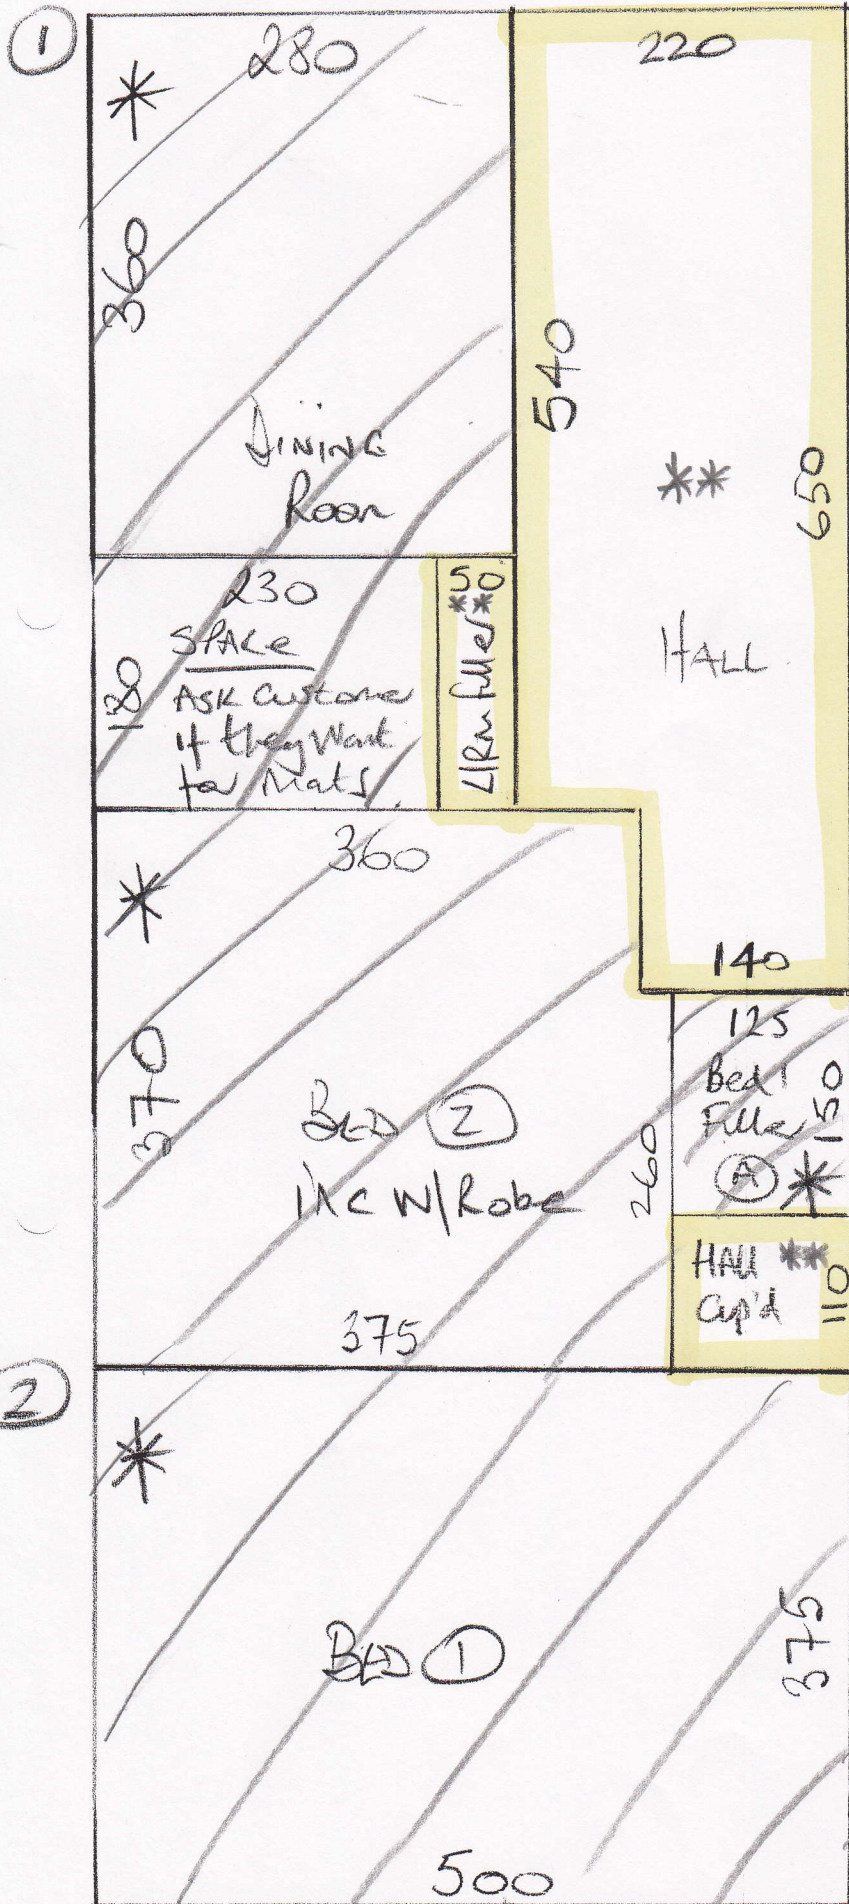 1
*
280
220
360
540
DINING
Room
**
650
HALL
230
50
**
SPACE
ASK Customer
if they Want
for Mats
180
L/Rm filler
360
*
140
370
125
Bed 1
Filler
A *
150
BED 2
INC W/Robe
260
HALL **
Cup'd
110
375
2
*
BED 1
375
500